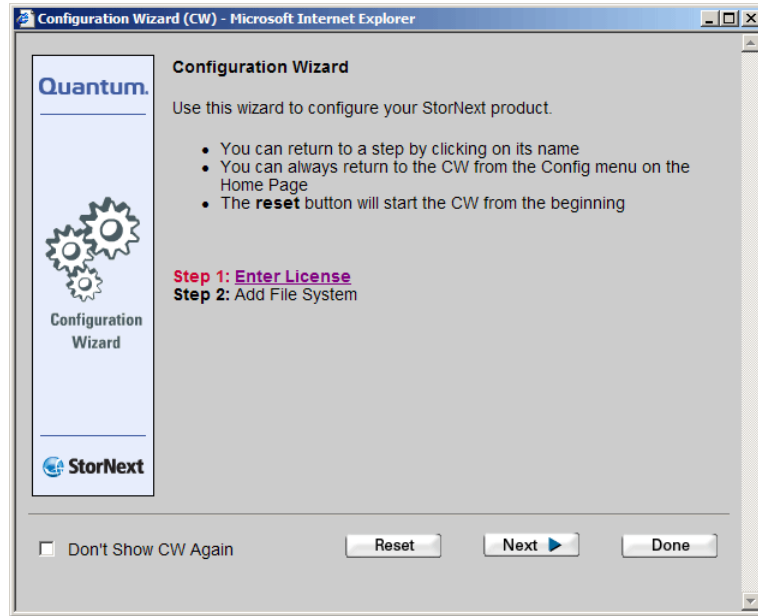 Configuration Wizard (CW) - Microsoft Internet Explorer
Quantum.
Configuration
Wizard
StorNext
Configuration Wizard
Use this wizard to configure your StorNext product.
• You can return to a step by clicking on its name
• You can always return to the CW from the Config menu on the
Home Page
• The reset button will start the CW from the beginning
Step 1: Enter License
Step 2: Add File System
Don't Show CW Again
Reset
Next
Done